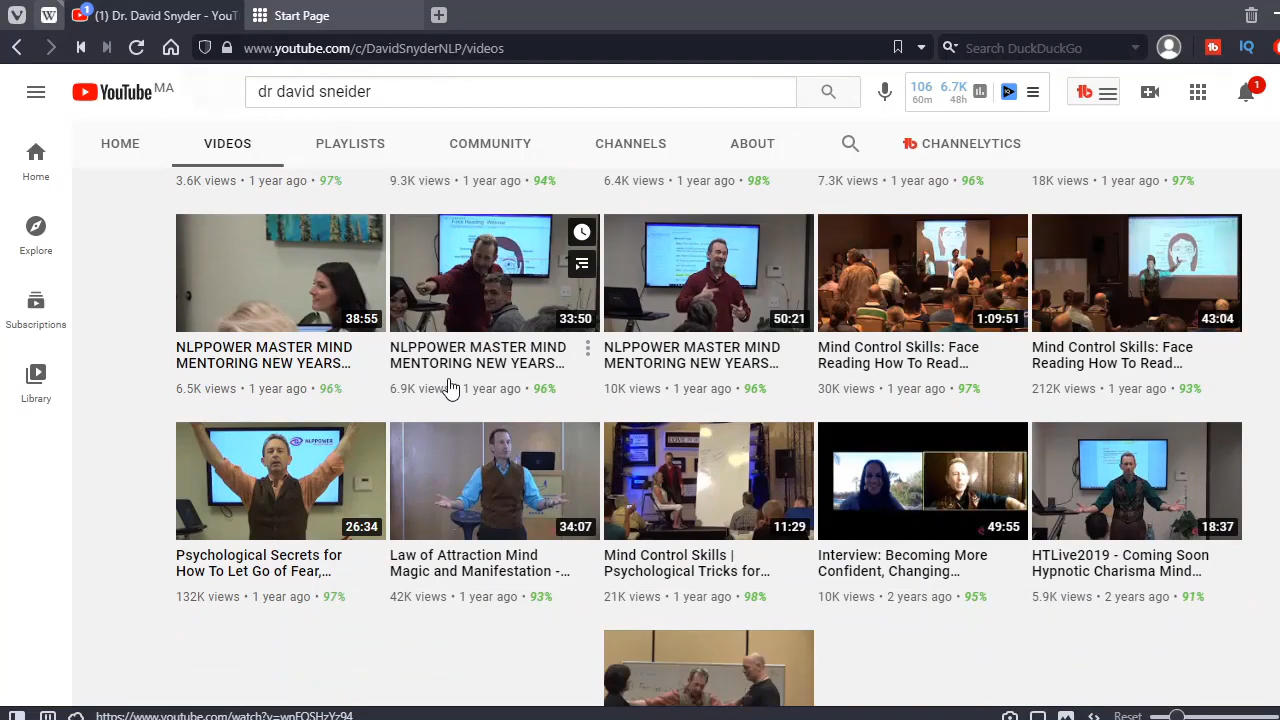 (1) Dr. David Snyder - YouT
Start Page
www.youtube.com/c/DavidSnyderNLP/videos
Search DuckDuckGo
YouTube MA
dr david sneider
106 60m
6.7K 48h
1
HOME
VIDEOS
PLAYLISTS
COMMUNITY
CHANNELS
ABOUT
CHANNELYTICS
Home
Explore
Subscriptions
Library
3.6K views • 1 year ago • 97%
9.3K views • 1 year ago • 94%
6.4K views • 1 year ago • 98%
7.3K views • 1 year ago • 96%
18K views • 1 year ago • 97%
38:55
NLPPOWER MASTER MIND
MENTORING NEW YEARS...
6.5K views • 1 year ago • 96%
33:50
NLPPOWER MASTER MIND
MENTORING NEW YEARS...
6.9K views 1 year ago • 96%
50:21
NLPPOWER MASTER MIND
MENTORING NEW YEARS...
10K views • 1 year ago • 96%
1:09:51
Mind Control Skills: Face
Reading How To Read...
30K views • 1 year ago • 97%
43:04
Mind Control Skills: Face
Reading How To Read...
212K views • 1 year ago • 93%
NLPPOWER
26:34
Psychological Secrets for
How To Let Go of Fear,...
132K views • 1 year ago • 97%
34:07
Law of Attraction Mind
Magic and Manifestation -...
42K views • 1 year ago • 93%
11:29
Mind Control Skills |
Psychological Tricks for...
21K views • 1 year ago • 98%
49:55
Interview: Becoming More
Confident, Changing...
10K views • 2 years ago • 95%
18:37
HTLive2019 - Coming Soon
Hypnotic Charisma Mind...
5.9K views • 2 years ago • 91%
https://www.youtube.com/watch?v=wnFOSHzYz94
Reset